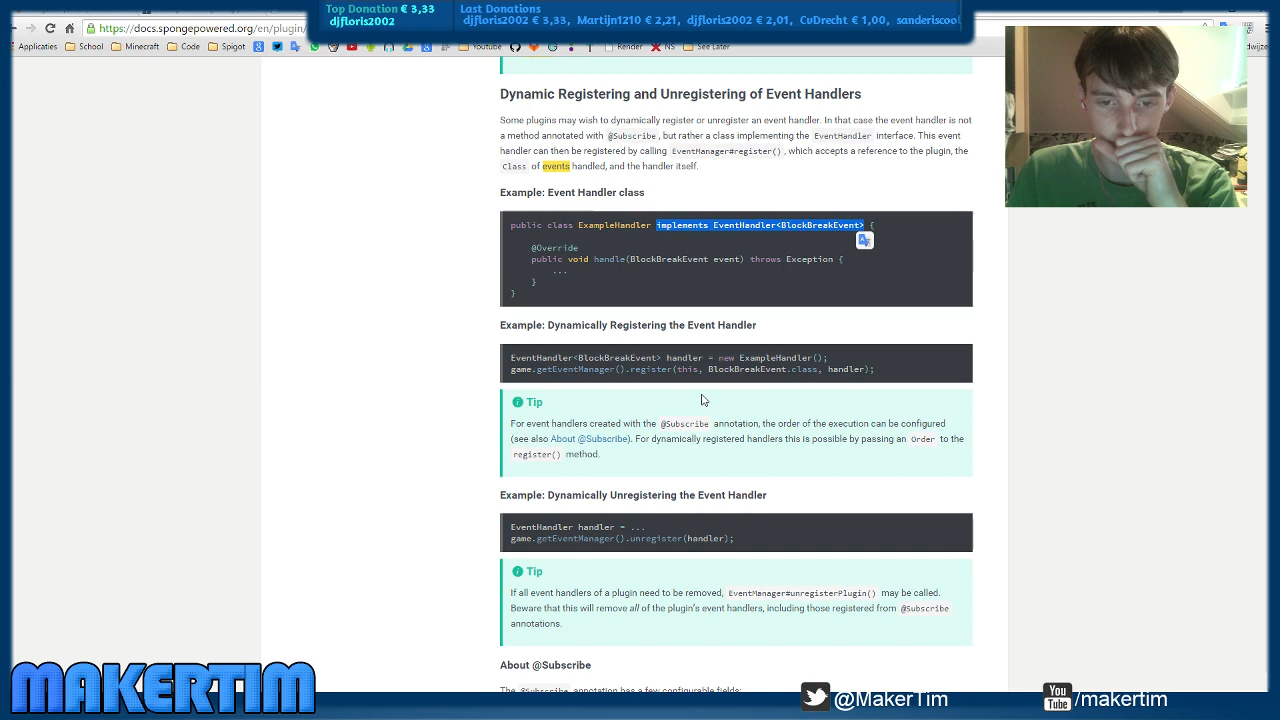 Top Donation € 3,33
djfloris2002
Last Donations
djfloris2002 € 3,33, Martijn1210 € 2,21, djfloris2002 € 2,01, CuDrecht € 1,00, sanderiscool
https://docs.spongepowered.org/en/plugin/
Applicaties School Minecraft Code Spigot Youtube Render NS See Later
Dynamic Registering and Unregistering of Event Handlers
Some plugins may wish to dynamically register or unregister an event handler. In that case the event handler is not
a method annotated with @Subscribe, but rather a class implementing the EventHandler interface. This event
handler can then be registered by calling EventManager#register(), which accepts a reference to the plugin, the
Class of events handled, and the handler itself.
Example: Event Handler class
public class ExampleHandler implements EventHandler<BlockBreakEvent> {
@Override
public void handle(BlockBreakEvent event) throws Exception {
...
}
}
Example: Dynamically Registering the Event Handler
EventHandler<BlockBreakEvent> handler = new ExampleHandler();
game.getEventManager().register(this, BlockBreakEvent.class, handler);
Tip
For event handlers created with the @Subscribe annotation, the order of the execution can be configured
(see also About @Subscribe). For dynamically registered handlers this is possible by passing an Order to the
register() method.
Example: Dynamically Unregistering the Event Handler
EventHandler handler = ...
game.getEventManager().unregister(handler);
Tip
If all event handlers of a plugin need to be removed, EventManager#unregisterPlugin() may be called.
Beware that this will remove all of the plugin's event handlers, including those registered from @Subscribe
annotations.
About @Subscribe
The @Subscribe annotation has a few configurable fields:
MAKERTIM
@MakerTim
You Tube /makertim